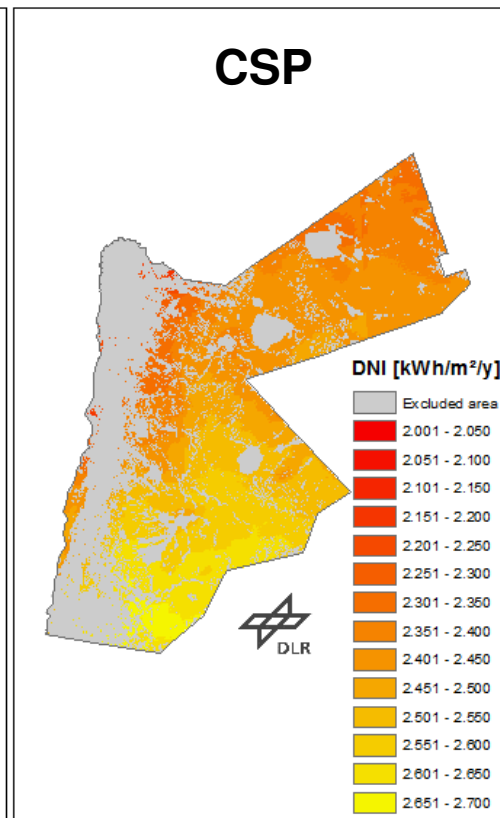 CSP
DNI [kWh/m²/y]
Excluded area
2.001 - 2.050
2.051 - 2.100
2.101 - 2.150
2.151 - 2.200
2.201 - 2.250
2.251 - 2.300
2.301 - 2.350
2.351 - 2.400
2.401 - 2.450
2.451 - 2.500
2.501 - 2.550
2.551 - 2.600
2.601 - 2.650
2.651 - 2.700
DLR